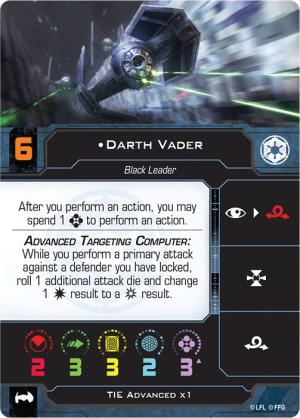 6
•Darth Vader
Black Leader
After you perform an action, you may
spend 1 to perform an action.
Advanced Targeting Computer:
While you perform a primary attack
against a defender you have locked,
roll 1 additional attack die and change
1 result to a result.
2 3 3 2 3
TIE Advanced x1
©LFL ©FFG